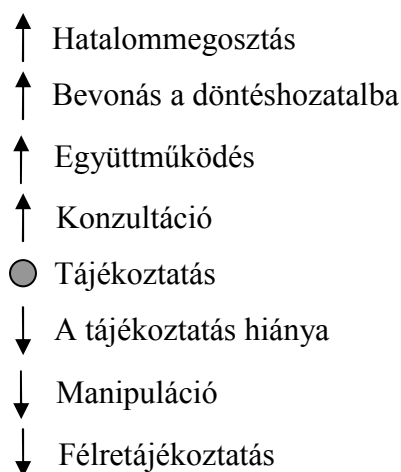 Hatalommegosztás
Bevonás a döntéshozatalba
Együttműködés
Konzultáció
Tájékoztatás
A tájékoztatás hiánya
Manipuláció
Félretájékoztatás